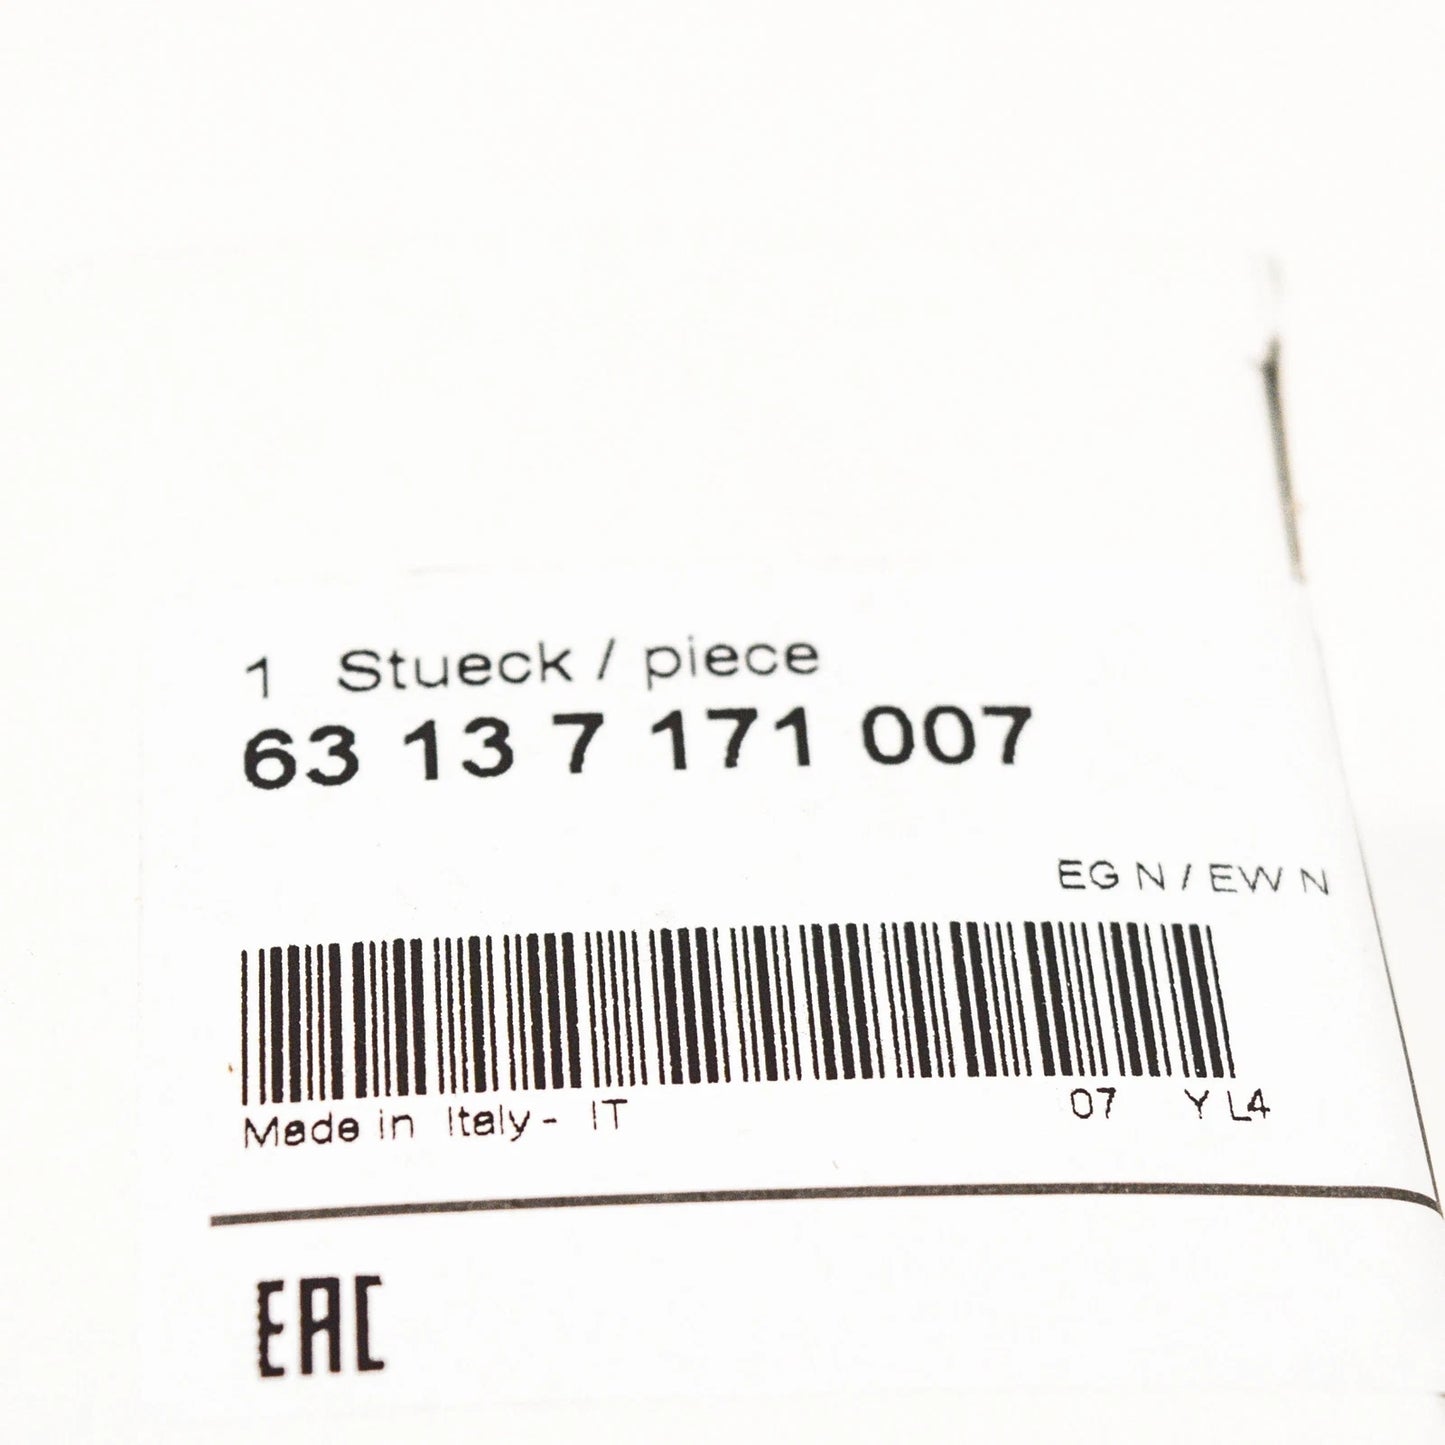 1 Stueck / piece
63 13 7 171 007
EG N / EW N
Made in Italy - IT 07 Y L4
EAC